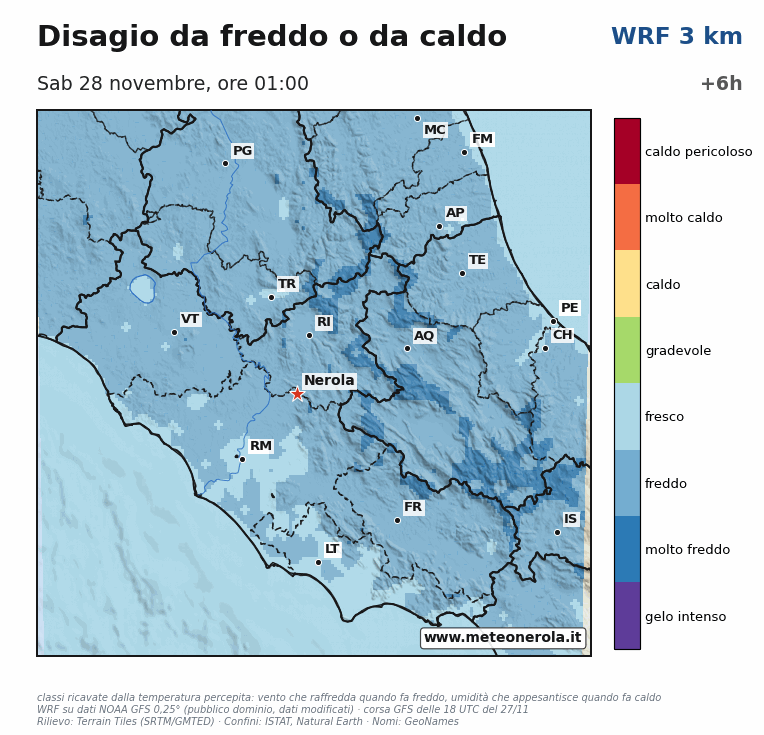 Disagio da freddo o da caldo
WRF 3 km
Sab 28 novembre, ore 01:00
+6h
MC
FM
PG
AP
TE
TR
PE
VT
RI
AQ
CH
Nerola
RM
FR
IS
LT
www.meteonerola.it
caldo pericoloso
molto caldo
caldo
gradevole
fresco
freddo
molto freddo
gelo intenso
classi ricavate dalla temperatura percepita: vento che raffredda quando fa freddo, umidità che appesantisce quando fa caldo
WRF su dati NOAA GFS 0,25° (pubblico dominio, dati modificati) · corsa GFS delle 18 UTC del 27/11
Rilievo: Terrain Tiles (SRTM/GMTED) · Confini: ISTAT, Natural Earth · Nomi: GeoNames